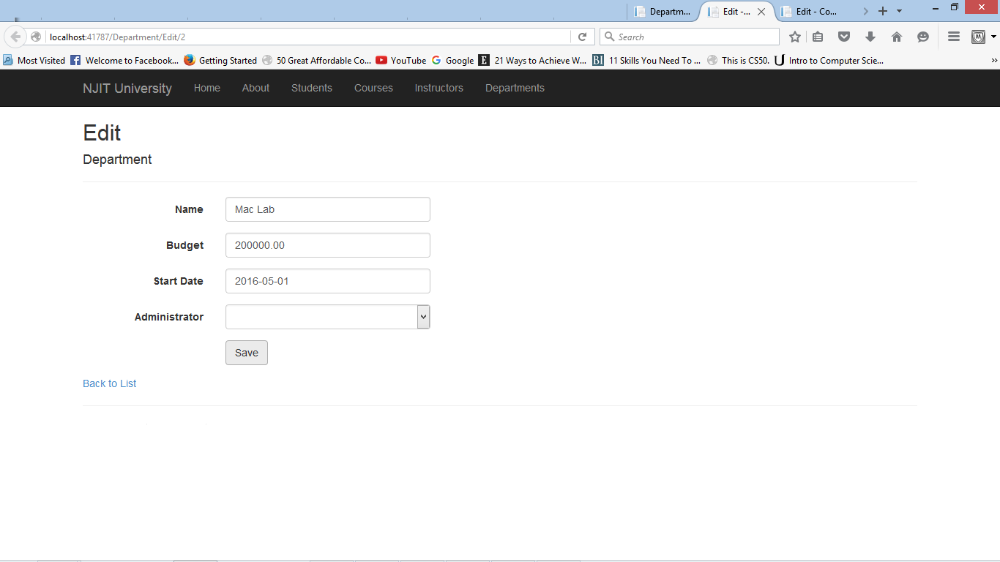 Departm... Edit -... Edit - Co...
localhost:41787/Department/Edit/2 Search
Most Visited Welcome to Facebook... Getting Started 50 Great Affordable Co... YouTube Google E 21 Ways to Achieve W... BI 11 Skills You Need To ... This is CS50. U Intro to Computer Scie...
NJIT University Home About Students Courses Instructors Departments
Edit
Department
Name Mac Lab
Budget 200000.00
Start Date 2016-05-01
Administrator
Save
Back to List